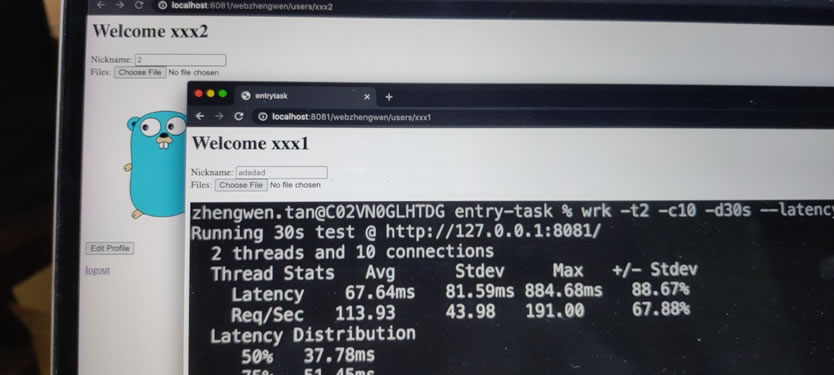 localhost:8081/webzhengwen/users/xxx2
Welcome xxx2
Nickname: 2
Files: Choose File No file chosen
Edit Profile
logout
entrytask
localhost:8081/webzhengwen/users/xxx1
Welcome xxx1
Nickname: adadad
Files: Choose File No file chosen
zhengwen.tan@C02VN0GLHTDG entry-task % wrk -t2 -c10 -d30s --latency
Running 30s test @ http://127.0.0.1:8081/
2 threads and 10 connections
Thread Stats Avg Stdev Max +/- Stdev
Latency 67.64ms 81.59ms 884.68ms 88.67%
Req/Sec 113.93 43.98 191.00 67.88%
Latency Distribution
50% 37.78ms
75% 51.45ms